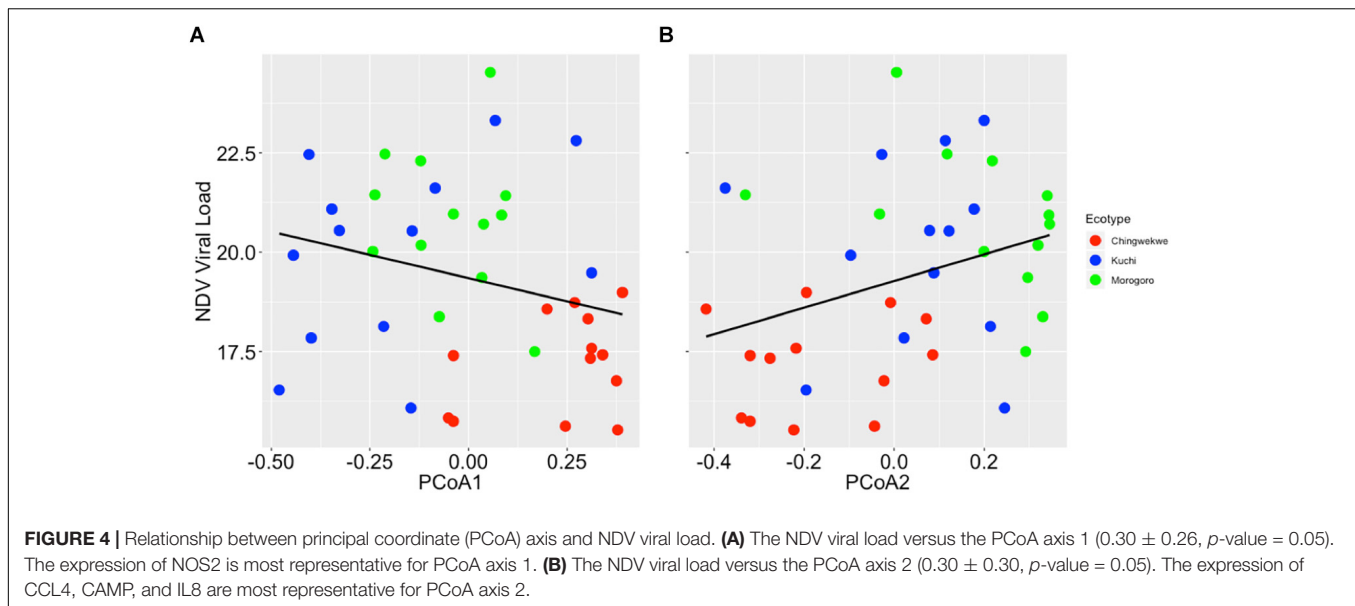 A
B
NDV Viral Load
22.5
20.0
17.5
-0.50
-0.25
0.00
0.25
PCoA1
-0.4
-0.2
0.0
0.2
PCoA2
Ecotype
Chingwekwe
Kuchi
Morogoro
FIGURE 4 | Relationship between principal coordinate (PCoA) axis and NDV viral load. (A) The NDV viral load versus the PCoA axis 1 (0.30 ± 0.26, p-value = 0.05).
The expression of NOS2 is most representative for PCoA axis 1. (B) The NDV viral load versus the PCoA axis 2 (0.30 ± 0.30, p-value = 0.05). The expression of
CCL4, CAMP, and IL8 are most representative for PCoA axis 2.